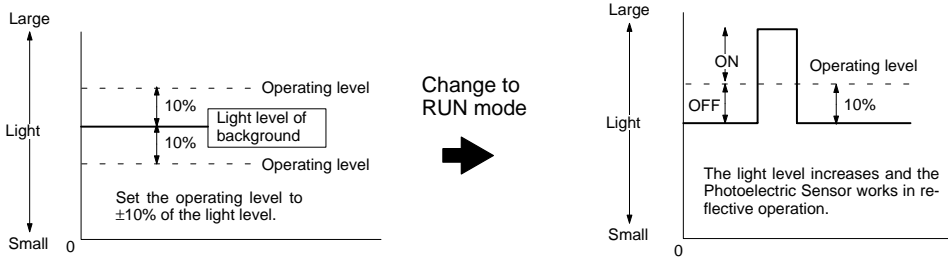 Large
Operating level
10%
Light level of
background
Light
10%
Operating level
Set the operating level to
±10% of the light level.
Small
0
Change to
RUN mode
Large
ON
Operating level
OFF
10%
Light
The light level increases and the
Photoelectric Sensor works in re-
flective operation.
Small
0